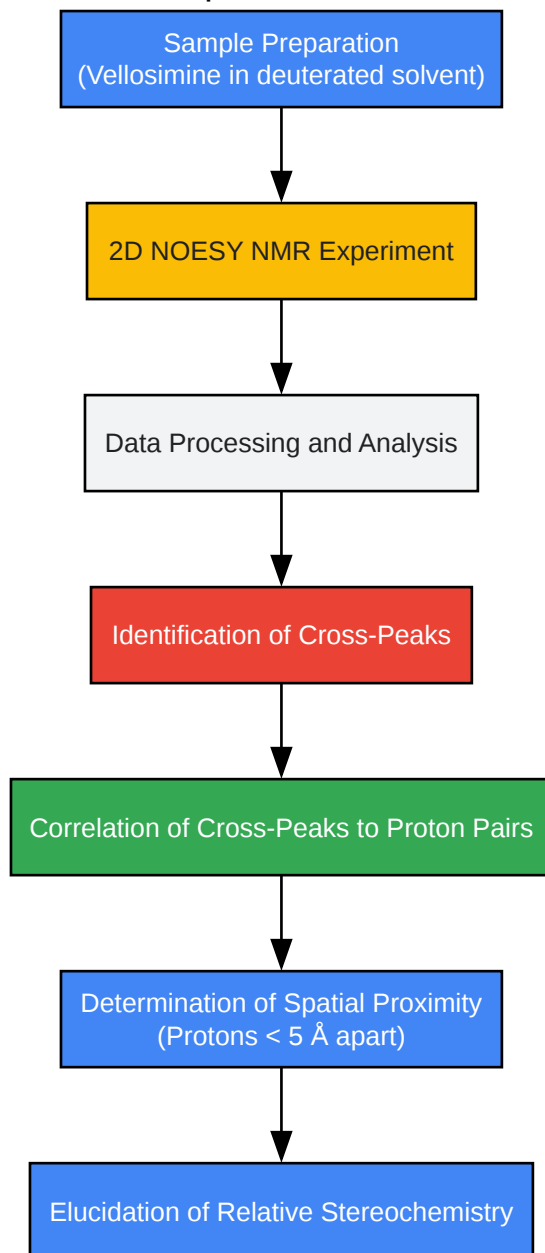 Sample Preparation
(Vellosimine in deuterated solvent)
2D NOESY NMR Experiment
Data Processing and Analysis
Identification of Cross-Peaks
Correlation of Cross-Peaks to Proton Pairs
Determination of Spatial Proximity
(Protons < 5 Å apart)
Elucidation of Relative Stereochemistry